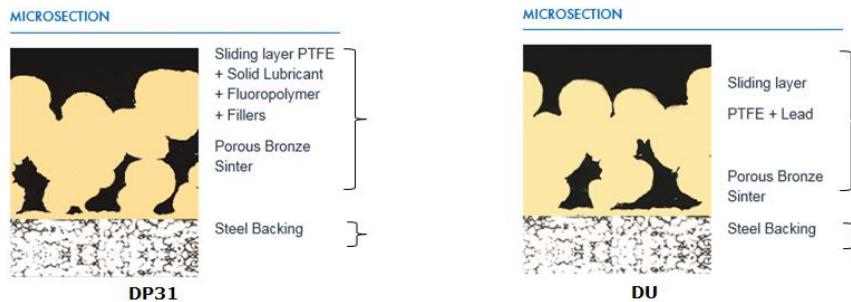 MICROSECTION
Sliding layer PTFE
+ Solid Lubricant
+ Fluoropolymer
+ Fillers
Porous Bronze
Sinter
Steel Backing
DP31
MICROSECTION
Sliding layer
PTFE + Lead
Porous Bronze
Sinter
Steel Backing
DU